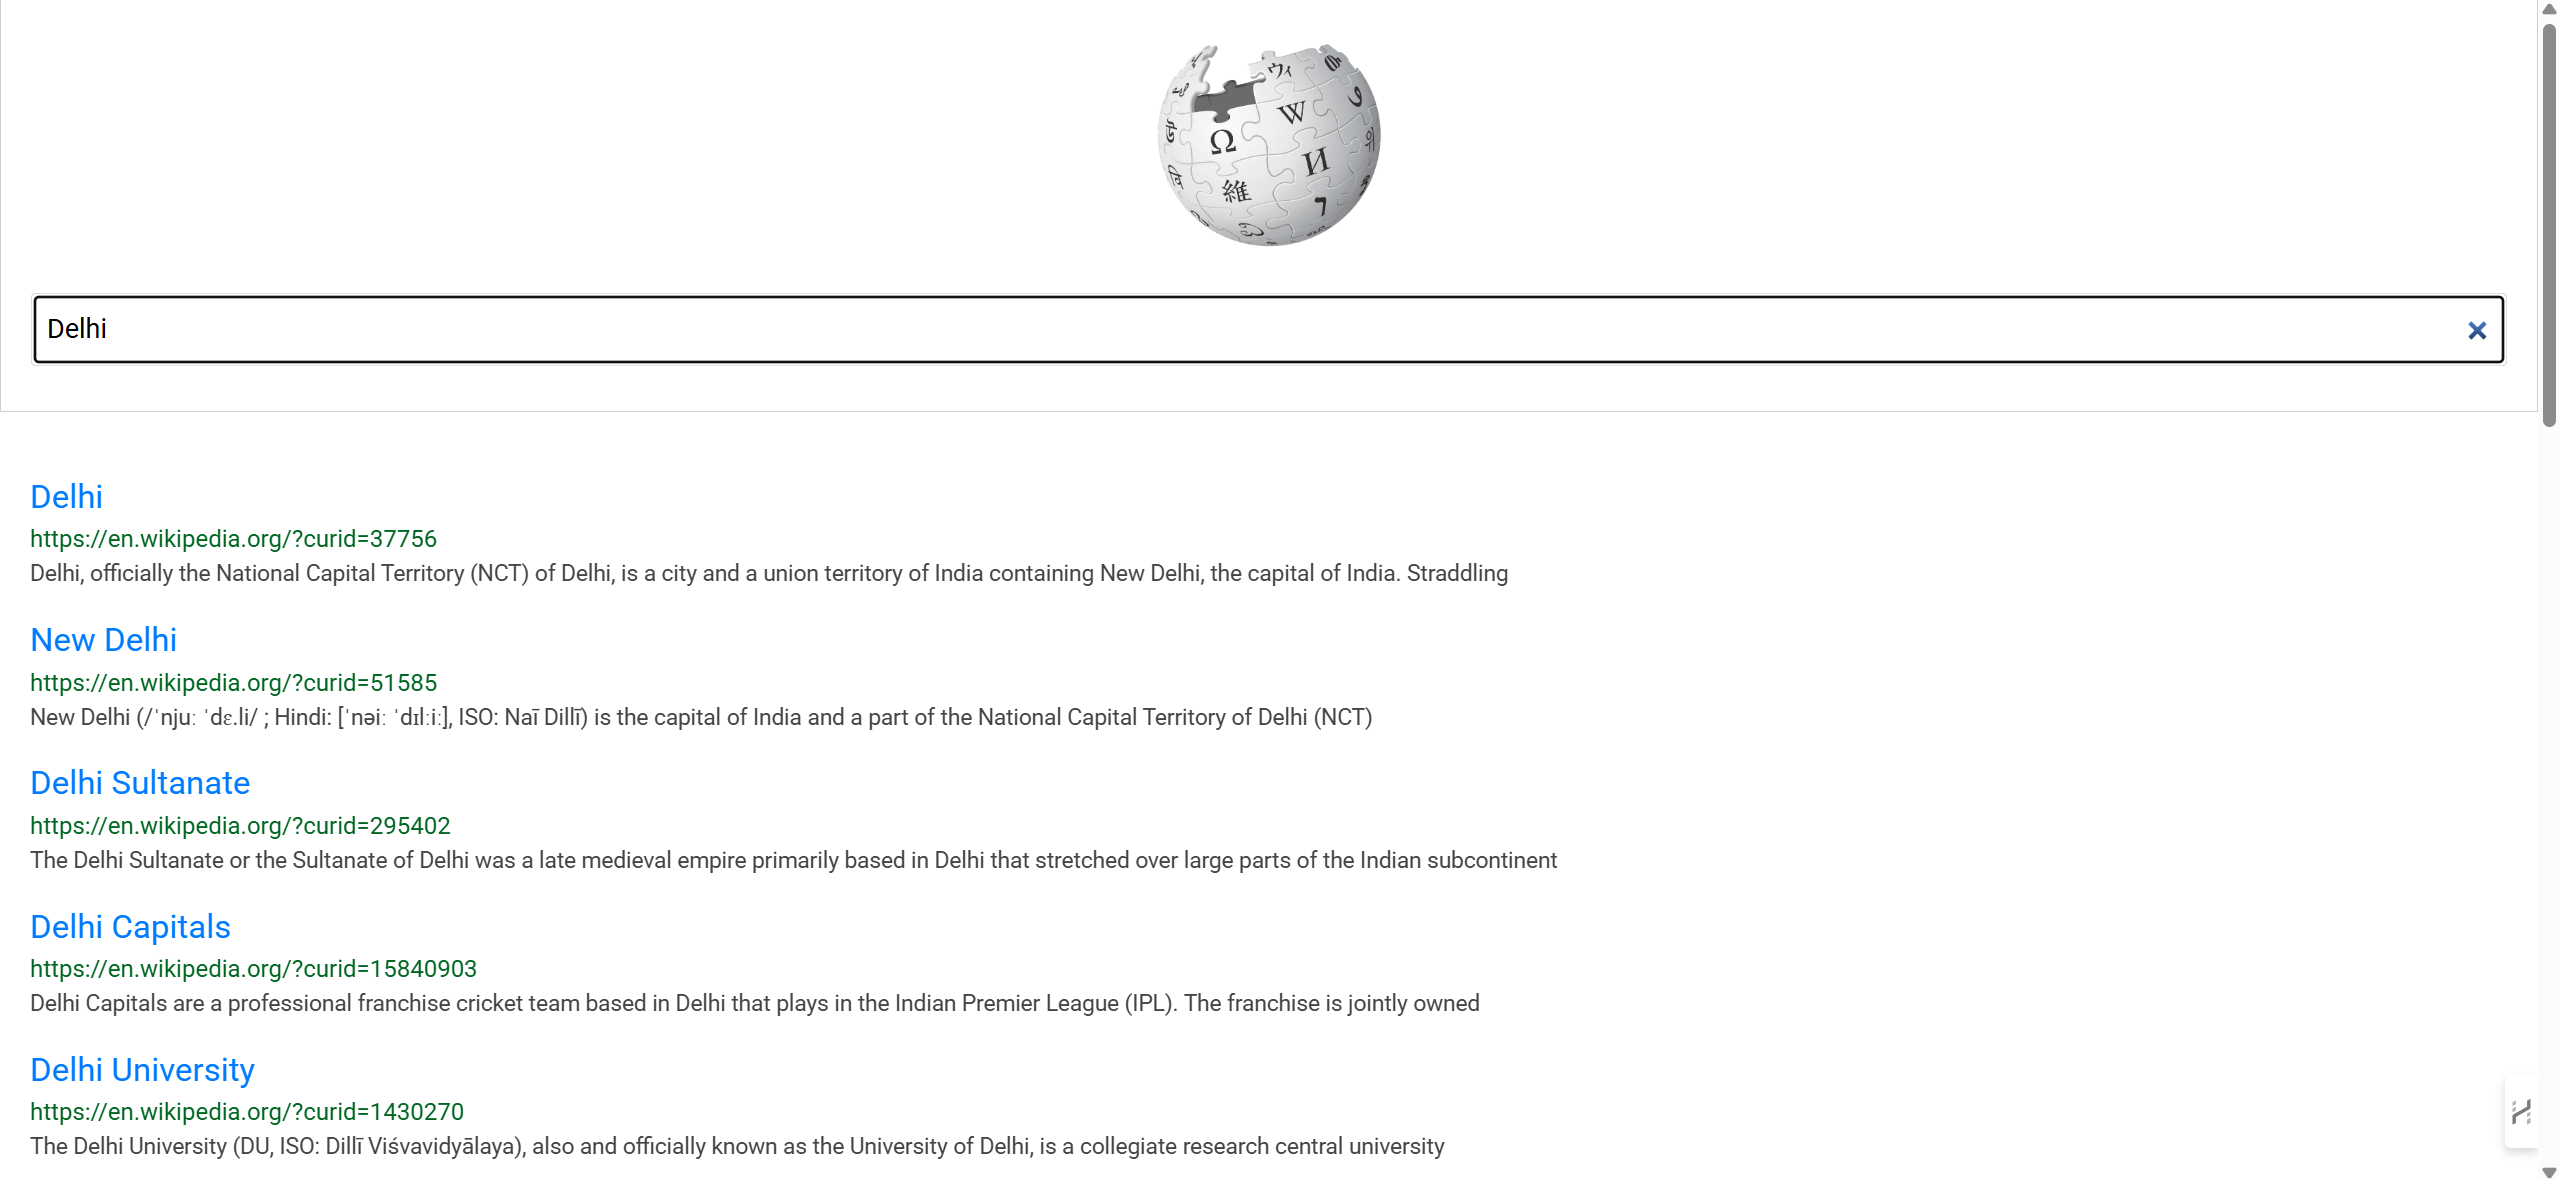 Ω W И 維 ウィ ר
Delhi
Delhi
https://en.wikipedia.org/?curid=37756
Delhi, officially the National Capital Territory (NCT) of Delhi, is a city and a union territory of India containing New Delhi, the capital of India. Straddling
New Delhi
https://en.wikipedia.org/?curid=51585
New Delhi (/ˈnjuː ˈdɛ.li/ ; Hindi: [ˈnəiː ˈdɪlːiː], ISO: Naī Dillī) is the capital of India and a part of the National Capital Territory of Delhi (NCT)
Delhi Sultanate
https://en.wikipedia.org/?curid=295402
The Delhi Sultanate or the Sultanate of Delhi was a late medieval empire primarily based in Delhi that stretched over large parts of the Indian subcontinent
Delhi Capitals
https://en.wikipedia.org/?curid=15840903
Delhi Capitals are a professional franchise cricket team based in Delhi that plays in the Indian Premier League (IPL). The franchise is jointly owned
Delhi University
https://en.wikipedia.org/?curid=1430270
The Delhi University (DU, ISO: Dillī Viśvavidyālaya), also and officially known as the University of Delhi, is a collegiate research central university